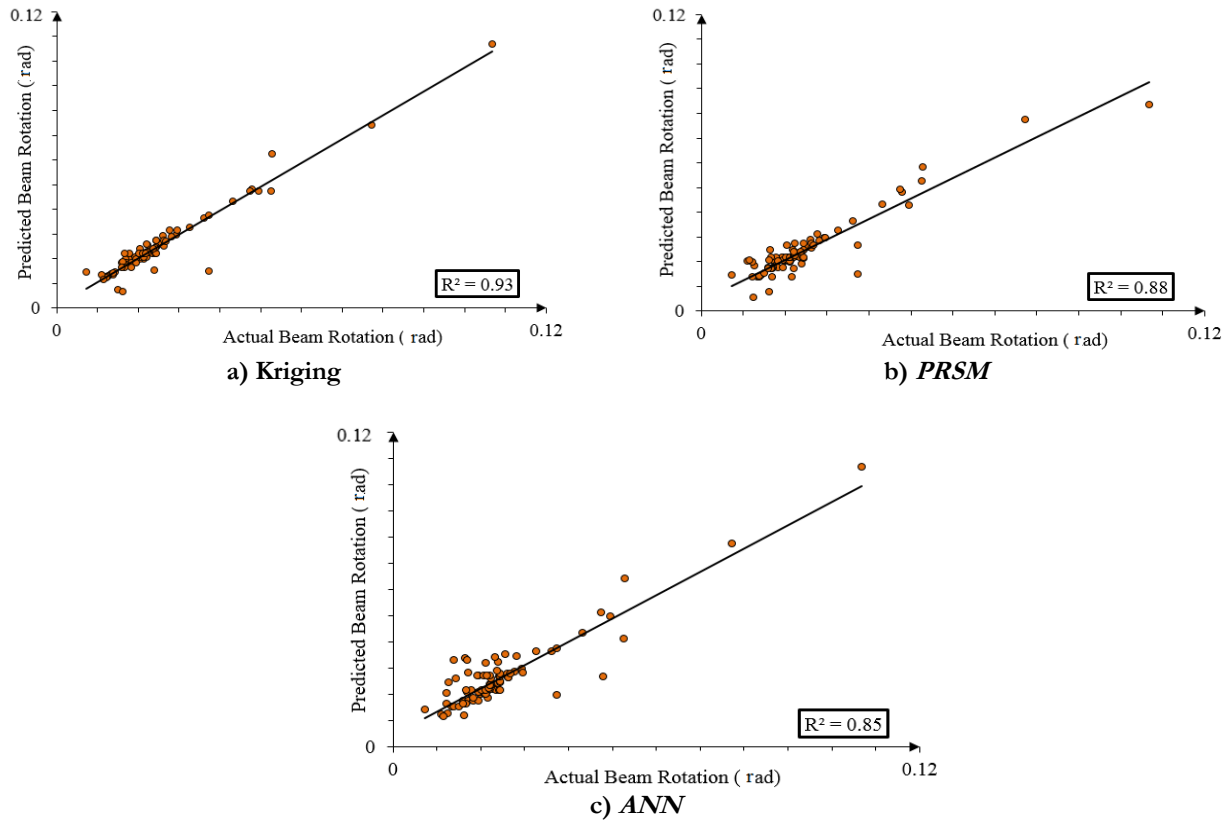 0.12
Predicted Beam Rotation ( rad)
0
R² = 0.93
0
Actual Beam Rotation ( rad)
0.12
a) Kriging
0.12
Predicted Beam Rotation ( rad)
0
R² = 0.88
0
Actual Beam Rotation ( rad)
0.12
b) PRSM
0.12
Predicted Beam Rotation ( rad)
0
R² = 0.85
0
Actual Beam Rotation ( rad)
0.12
c) ANN